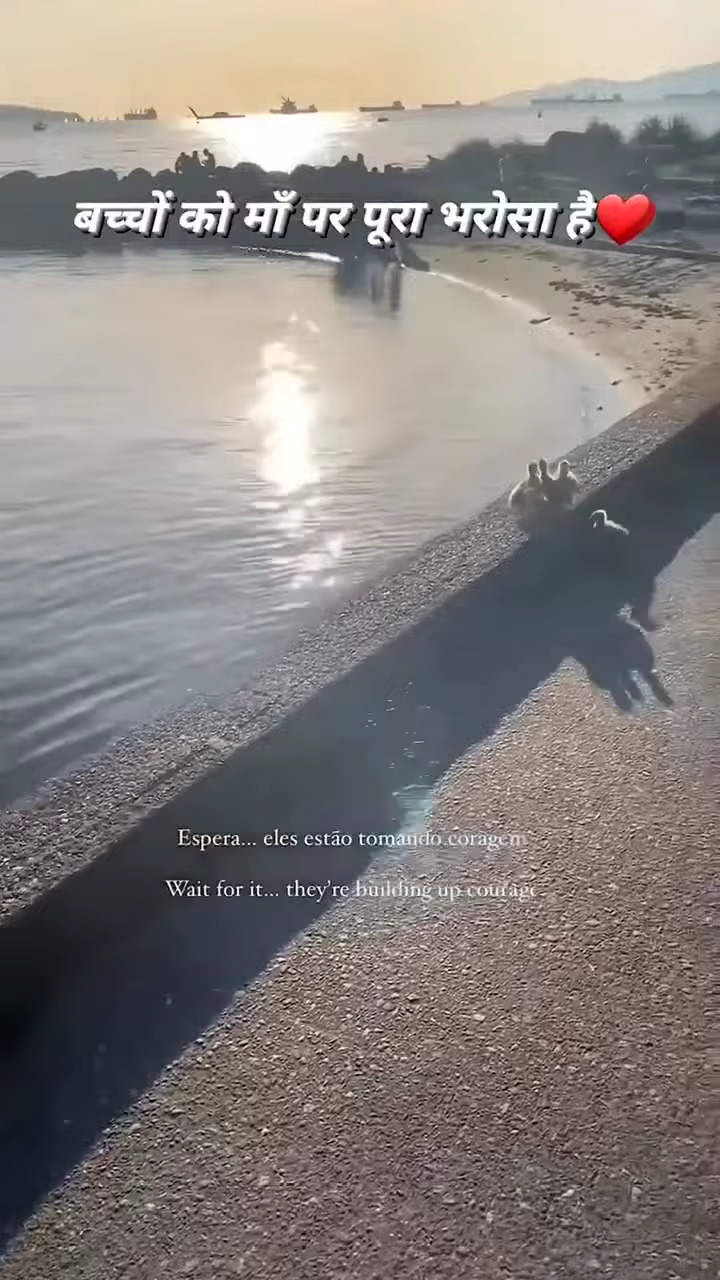 बच्चों को माँ पर पूरा भरोसा है❤️
Espera... eles estão tomando coragem
Wait for it... they're building up courage